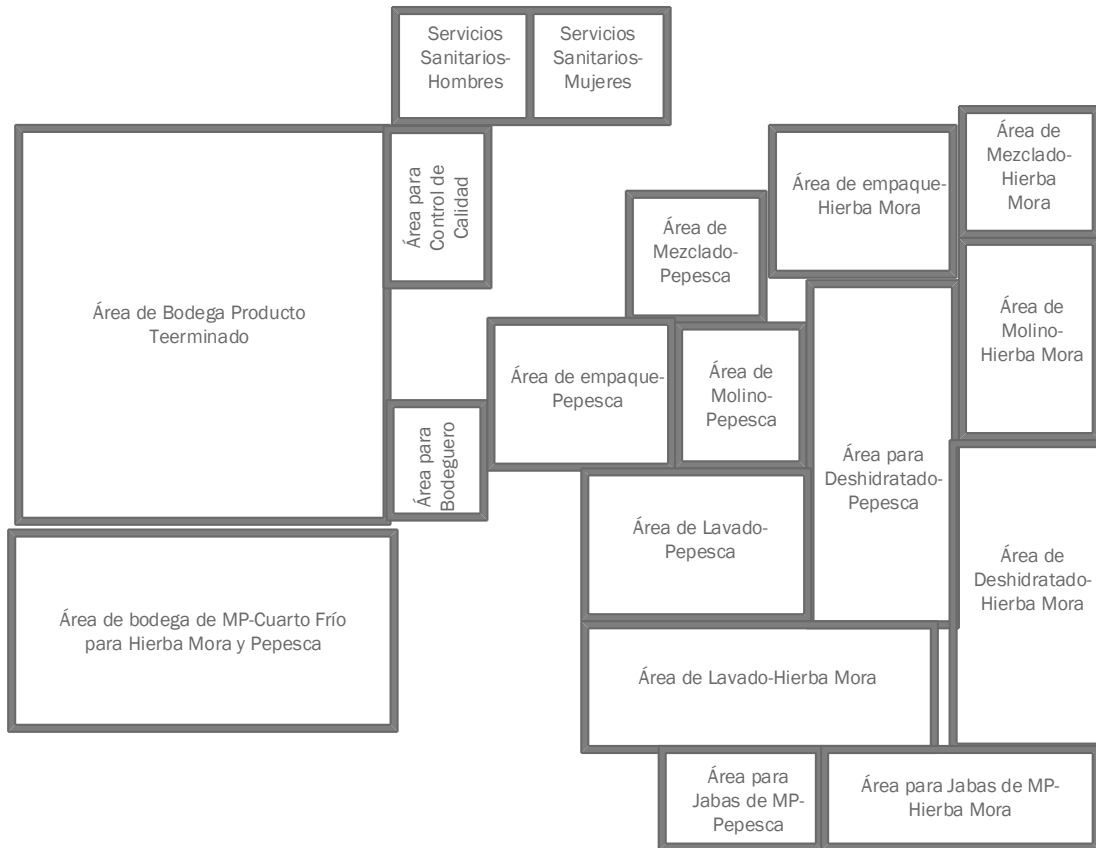 Servicios
Sanitarios-
Hombres
Servicios
Sanitarios-
Mujeres
Área de
Mezclado-
Hierba
Mora
Área para
Control de
Calidad
Área de empaque-
Hierba Mora
Área de
Mezclado-
Pepesca
Área de Bodega Producto
Teerminado
Área de
Molino-
Hierba Mora
Área de empaque-
Pepesca
Área de
Molino-
Pepesca
Área para
Bodeguero
Área para
Deshidratado-
Pepesca
Área de Lavado-
Pepesca
Área de
Deshidratado-
Hierba Mora
Área de bodega de MP-Cuarto Frío
para Hierba Mora y Pepesca
Área de Lavado-Hierba Mora
Área para
Jabas de MP-
Pepesca
Área para Jabas de MP-
Hierba Mora